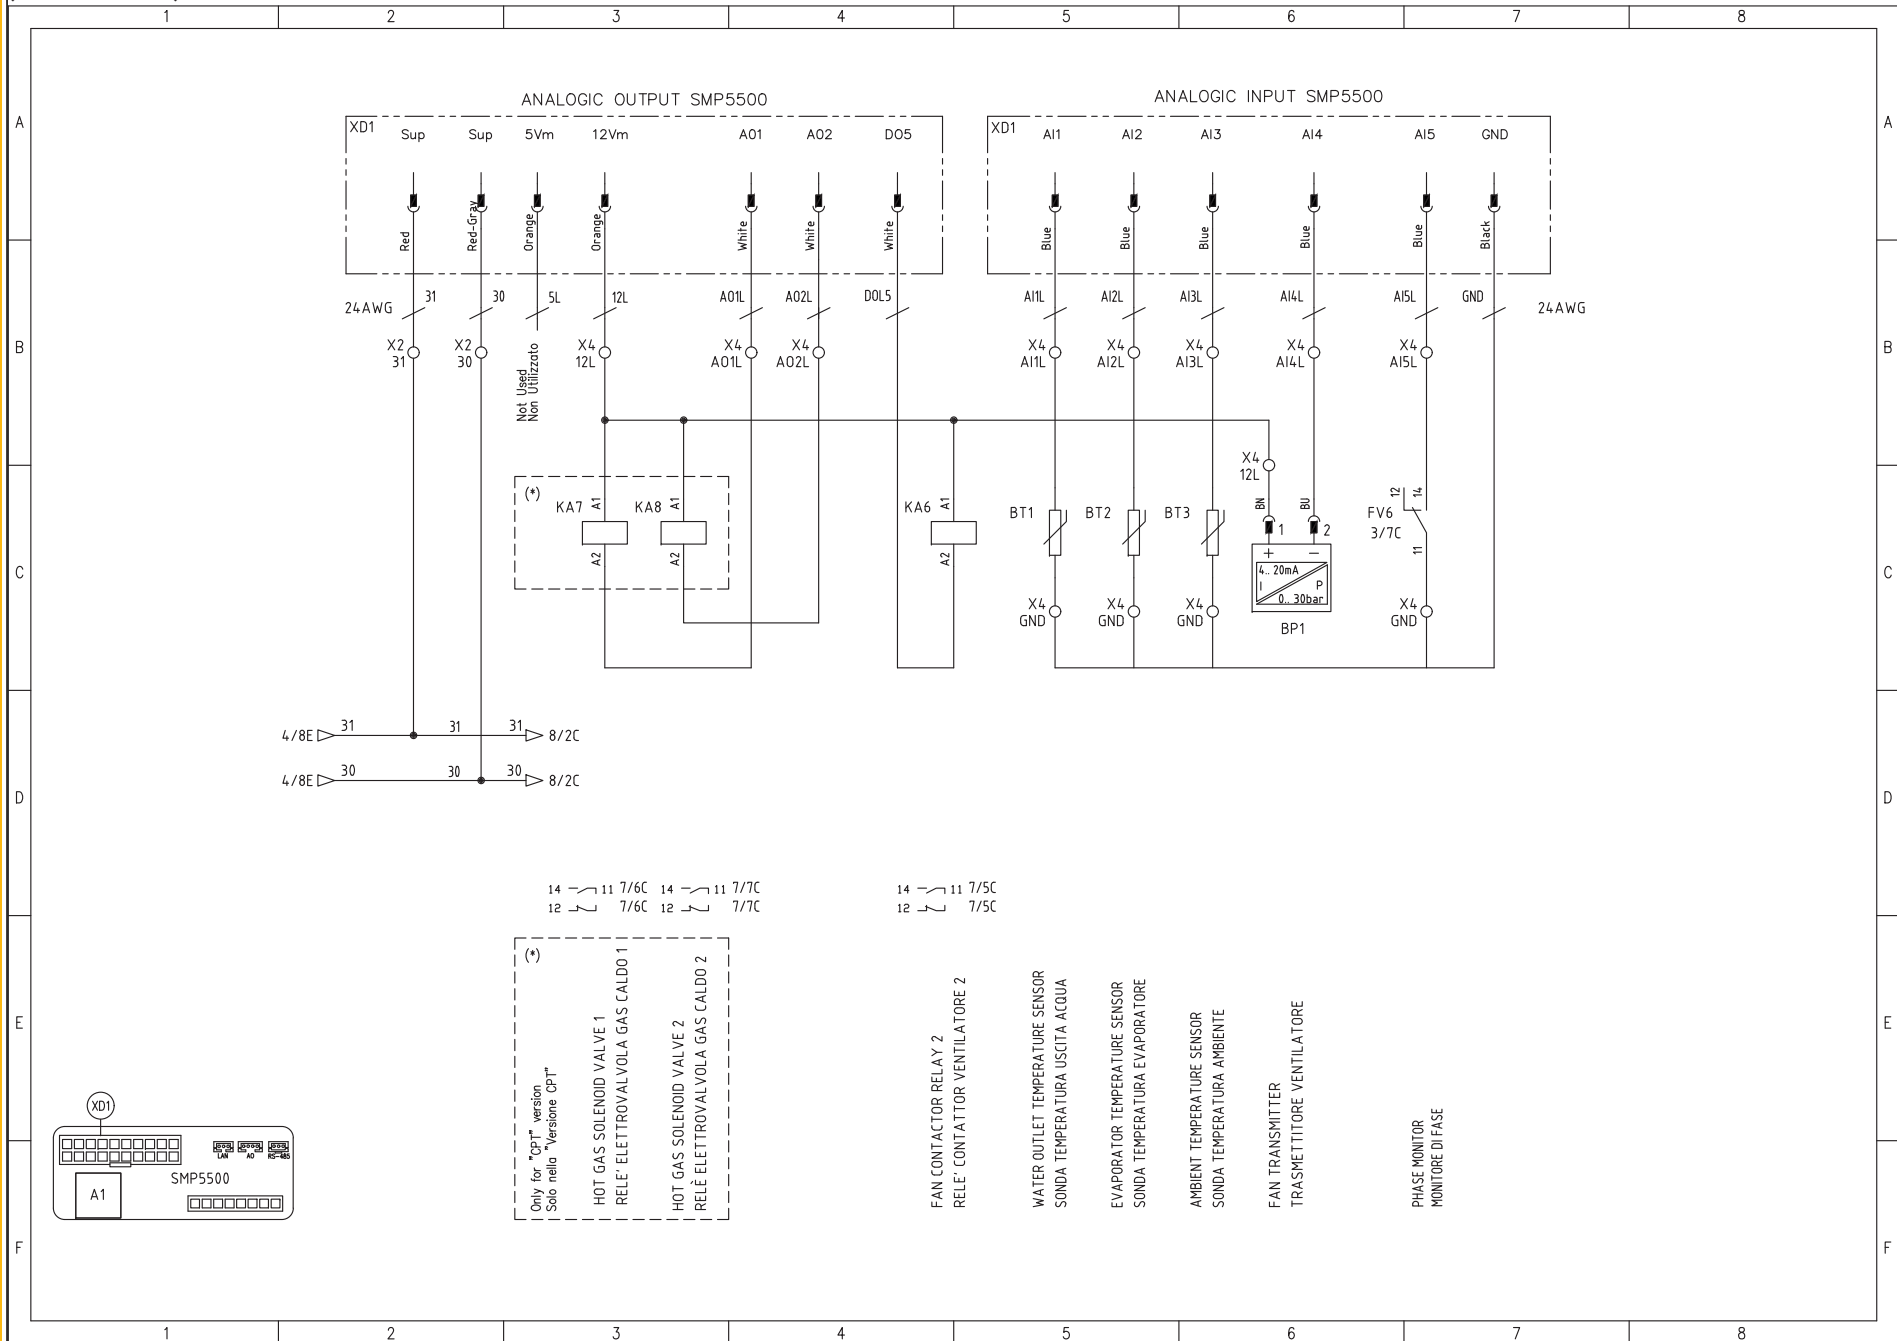 1 2 3 4 5 6 7 8
A A
ANALOGIC OUTPUT SMP5500
ANALOGIC INPUT SMP5500
XD1 Sup Sup 5Vm 12Vm AO1 AO2 DO5
XD1 AI1 AI2 AI3 AI4 AI5 GND
Red
Red-Gray
Orange
Orange
White
White
White
Blue
Blue
Blue
Blue
Blue
Black
24AWG 31 30 5L 12L AO1L AO2L DOL5 AI1L AI2L AI3L AI4L AI5L GND 24AWG
B B
X2 X2 X4 X4 X4 X4 X4 X4 X4 X4
31 30 12L AO1L AO2L AI1L AI2L AI3L AI4L AI5L
Not Used
Non Utilizzato
X4
12L
(*)
KA7 A1 KA8 A1 KA6 A1
BT1 BT2 BT3
BN BU
1 2
12 14
FV6
3/7C
11
A2 A2 A2
+ −
4.. 20mA
I P
0.. 30bar
BP1
C C
X4 X4 X4 X4
GND GND GND GND
4/8E 31 31 31 8/2C
4/8E 30 30 30 8/2C
D D
14 11 7/6C 14 11 7/7C 14 11 7/5C
12 7/6C 12 7/7C 12 7/5C
(*)
Only for "CPT" version
Solo nella "Versione CPT"
HOT GAS SOLENOID VALVE 1
RELE' ELETTROVALVOLA GAS CALDO 1
HOT GAS SOLENOID VALVE 2
RELÈ ELETTROVALVOLA GAS CALDO 2
FAN CONTACTOR RELAY 2
RELE' CONTATTOR VENTILATORE 2
WATER OUTLET TEMPERATURE SENSOR
SONDA TEMPERATURA USCITA ACQUA
EVAPORATOR TEMPERATURE SENSOR
SONDA TEMPERATURA EVAPORATORE
AMBIENT TEMPERATURE SENSOR
SONDA TEMPERATURA AMBIENTE
FAN TRANSMITTER
TRASMETTITORE VENTILATORE
PHASE MONITOR
MONITORE DI FASE
E E
XD1
LAN AO RS-485
SMP5500
A1
F F
1 2 3 4 5 6 7 8